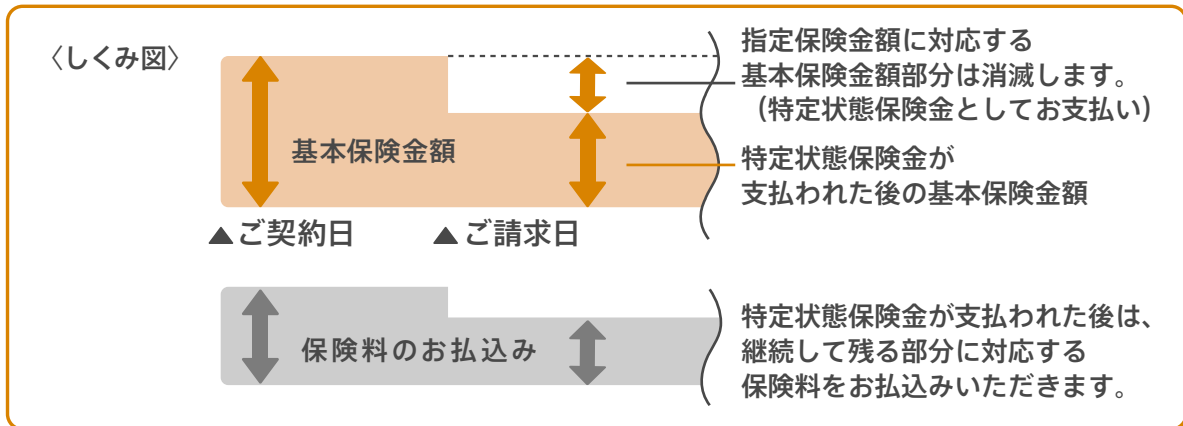 〈しくみ図〉
指定保険金額に対応する
基本保険金額部分は消滅します。
(特定状態保険金としてお支払い)
基本保険金額
特定状態保険金が
支払われた後の基本保険金額
▲ご契約日
▲ご請求日
保険料のお払込み
特定状態保険金が支払われた後は、
継続して残る部分に対応する
保険料をお払込みいただきます。